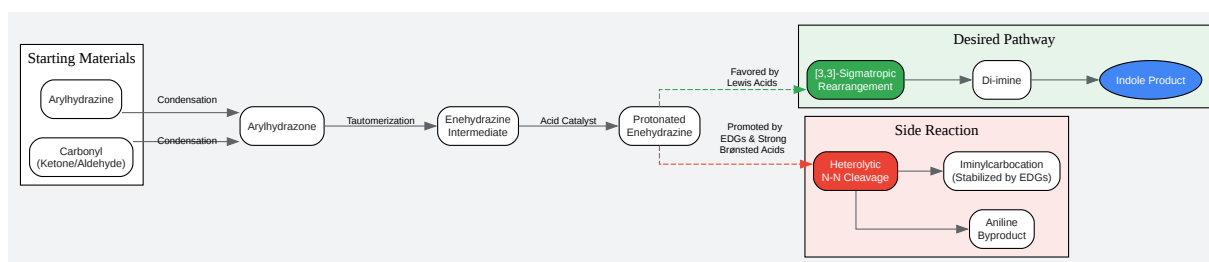 Starting Materials
Arylhydrazine
Carbonyl
(Ketone/Aldehyde)
Condensation
Condensation
Arylhydrazone
Tautomerization
Enehydrazine
Intermediate
Acid Catalyst
Protonated
Enehydrazine
Favored by
Lewis Acids
Promoted by
EDGs & Strong
Brønsted Acids
Desired Pathway
[3,3]-Sigmatropic
Rearrangement
Di-imine
Indole Product
Side Reaction
Heterolytic
N-N Cleavage
Iminylcarbocation
(Stabilized by EDGs)
Aniline
Byproduct